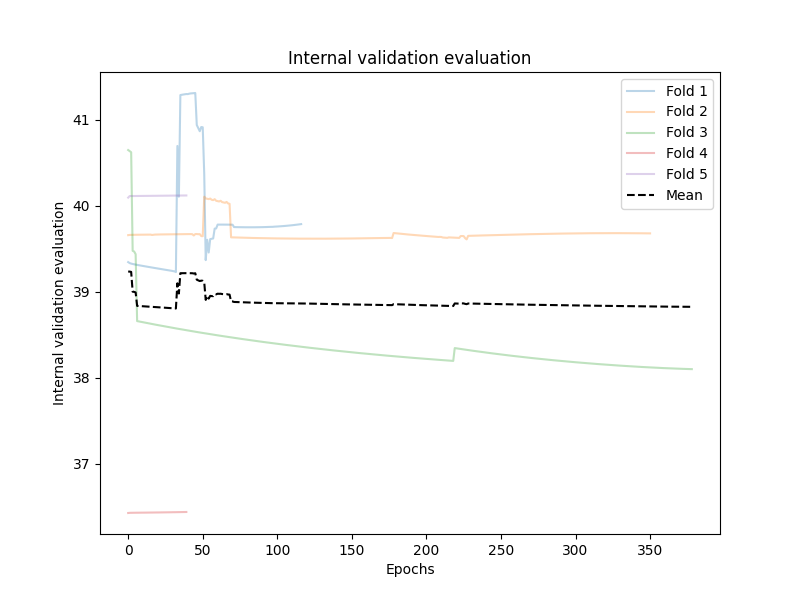 Internal validation evaluation
Internal validation evaluation
41
40
39
38
37
0 50 100 150 200 250 300 350
Epochs
Fold 1
Fold 2
Fold 3
Fold 4
Fold 5
Mean